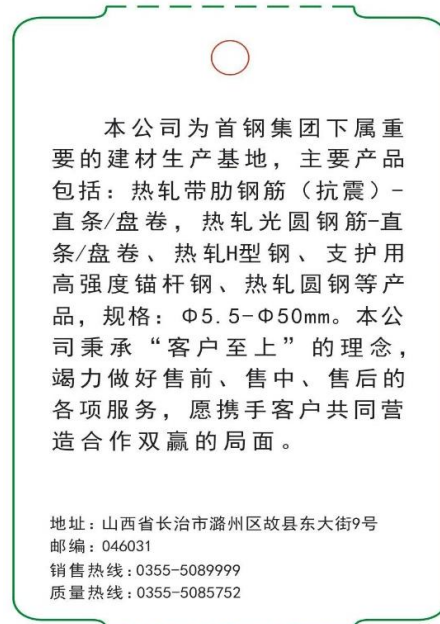 本公司为首钢集团下属重
要的建材生产基地，主要产品
包括：热轧带肋钢筋（抗震）-
直条/盘卷，热轧光圆钢筋-直
条/盘卷、热轧H型钢、支护用
高强度锚杆钢、热轧圆钢等产
品，规格：Φ5.5-Φ50mm。本公
司秉承“客户至上”的理念，
竭力做好售前、售中、售后的
各项服务，愿携手客户共同营
造合作双赢的局面。
地址：山西省长治市潞州区故县东大街9号
邮编：046031
销售热线：0355-5089999
质量热线：0355-5085752